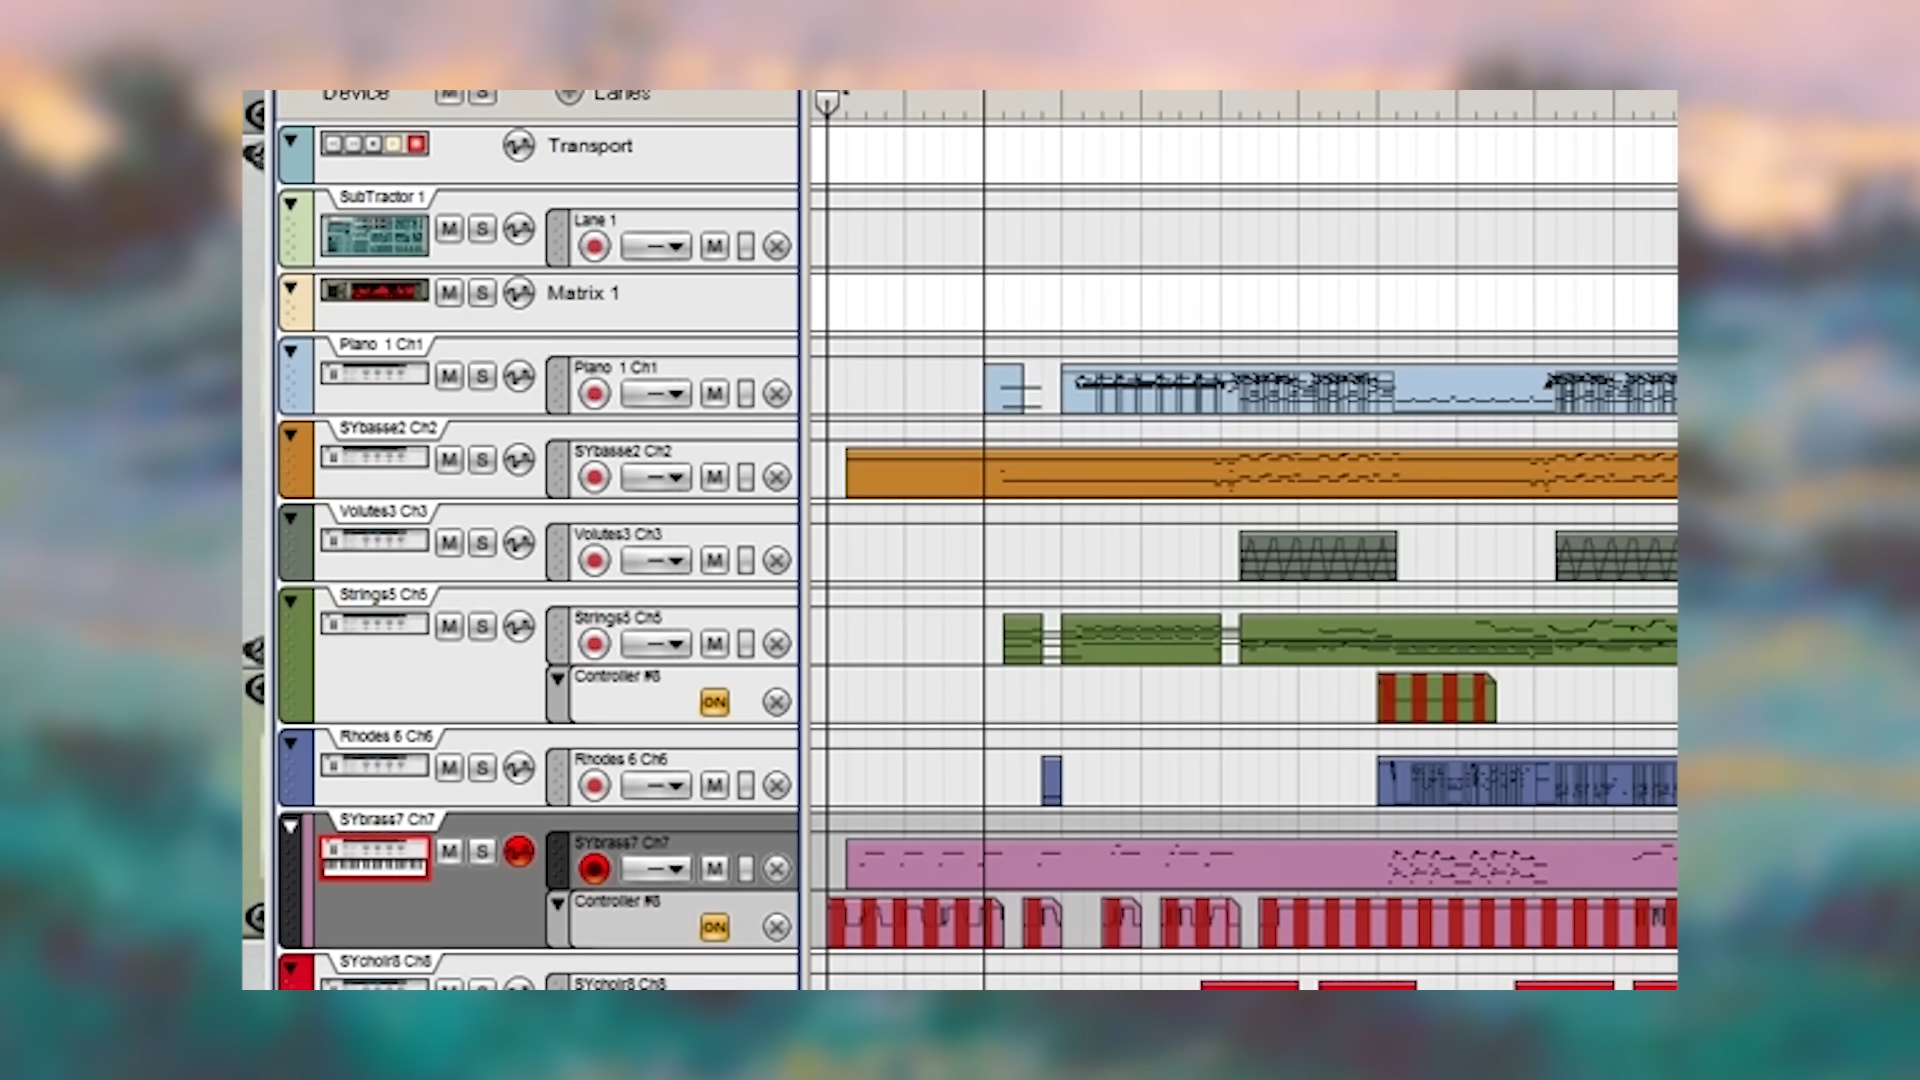 Device M S Lanes
Transport
SubTractor 1
M S Lane 1
M
M S Matrix 1
Piano 1 Ch1
M S Piano 1 Ch1
M
SYbasse2 Ch2
M S SYbasse2 Ch2
M
Volutes3 Ch3
M S Volutes3 Ch3
M
Strings5 Ch5
M S Strings5 Ch5
M
Controller #8
ON
Rhodes 6 Ch6
M S Rhodes 6 Ch6
M
SYbrass7 Ch7
M S SYbrass7 Ch7
M
Controller #8
ON
SYchoir8 Ch8
M S SYchoir8 Ch8